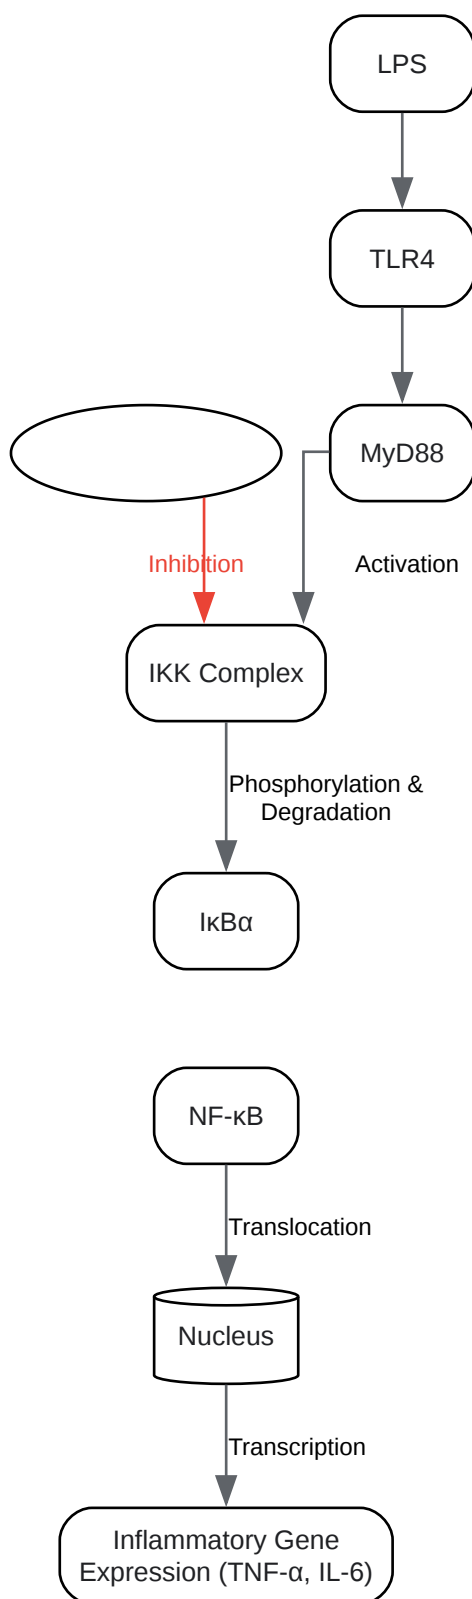 LPS
TLR4
MyD88
Inhibition
Activation
IKK Complex
Phosphorylation &
Degradation
IκBα
NF-κB
Translocation
Nucleus
Transcription
Inflammatory Gene
Expression (TNF-α, IL-6)